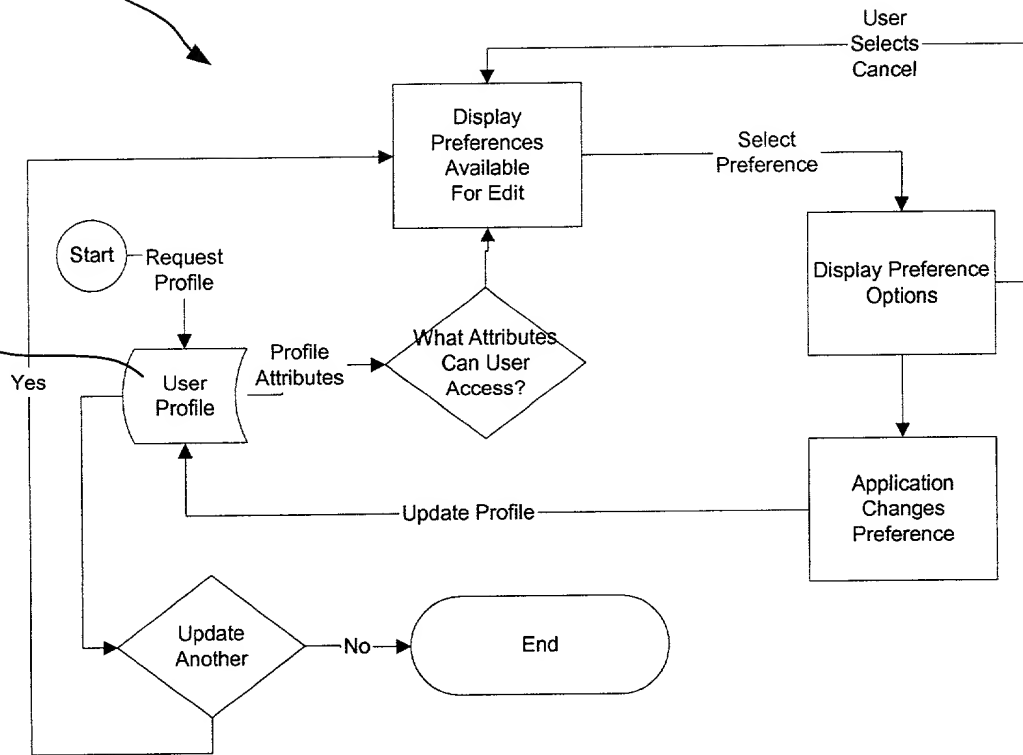 User
Selects
Cancel
Display
Preferences
Available
For Edit
Select
Preference
Start
Request
Profile
Display Preference
Options
What Attributes
Can User
Access?
Profile
Attributes
Yes
User
Profile
Application
Changes
Preference
Update Profile
Update
Another
No
End